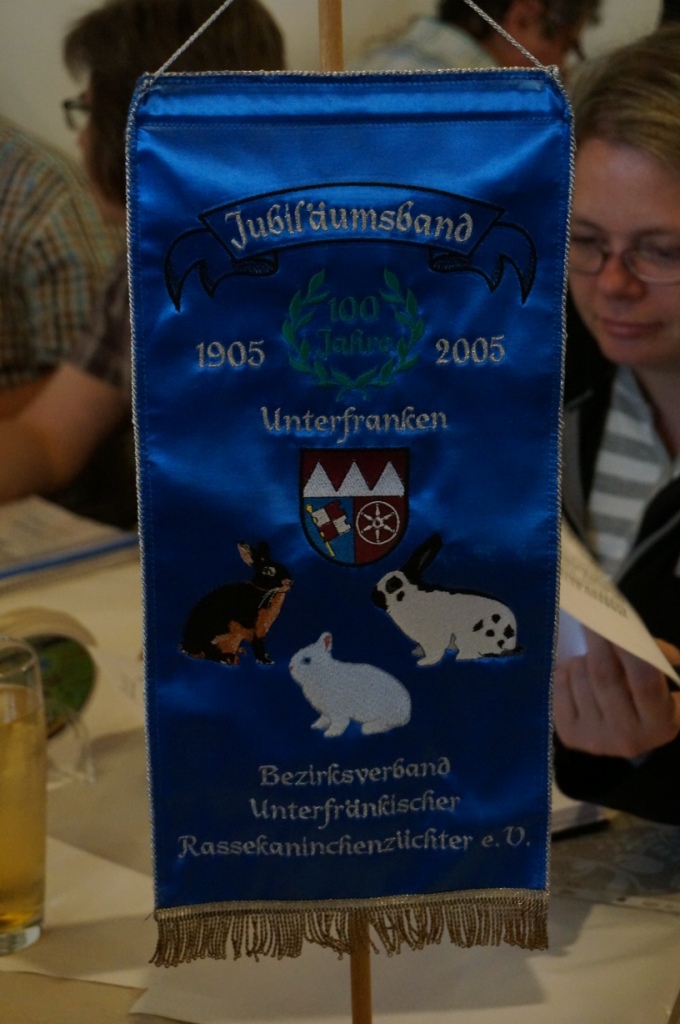 Jubiläumsband
100
Jahre
1905 2005
Unterfranken
Bezirksverband
Unterfränkischer
Rassekaninchenzüchter e.V.